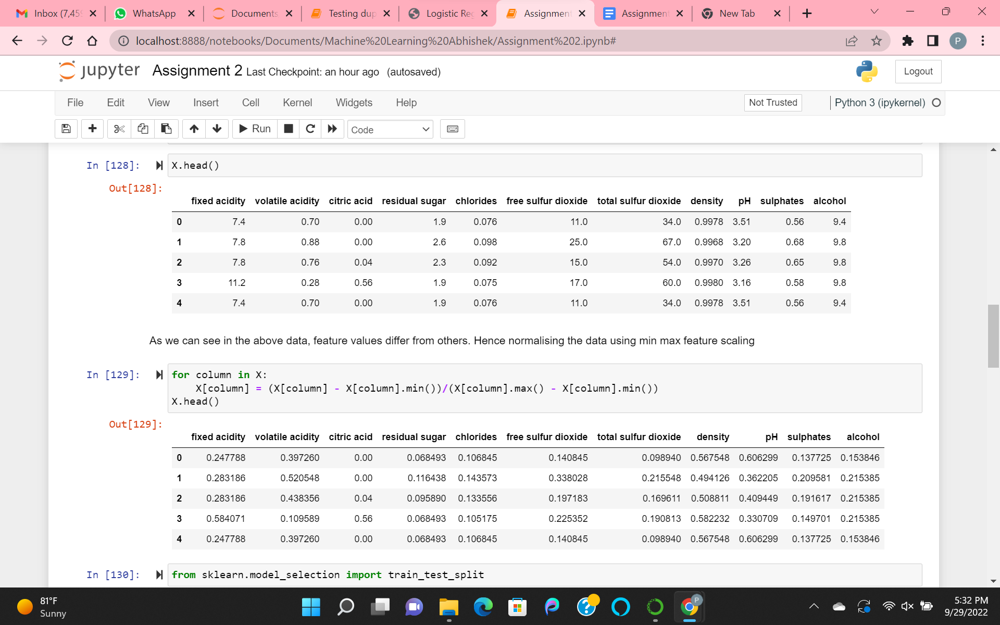 Inbox (7,45
WhatsApp
Documents
Testing dup
Logistic Reg
Assignment
Assignment
New Tab
localhost:8888/notebooks/Documents/Machine%20Learning%20Abhishek/Assignment%202.ipynb#
P
jupyter Assignment 2 Last Checkpoint: an hour ago (autosaved)
Logout
File Edit View Insert Cell Kernel Widgets Help
Not Trusted
Python 3 (ipykernel)
Run
Code
In [128]: X.head()
Out[128]:
fixed acidity volatile acidity citric acid residual sugar chlorides free sulfur dioxide total sulfur dioxide density pH sulphates alcohol
0 7.4 0.70 0.00 1.9 0.076 11.0 34.0 0.9978 3.51 0.56 9.4
1 7.8 0.88 0.00 2.6 0.098 25.0 67.0 0.9968 3.20 0.68 9.8
2 7.8 0.76 0.04 2.3 0.092 15.0 54.0 0.9970 3.26 0.65 9.8
3 11.2 0.28 0.56 1.9 0.075 17.0 60.0 0.9980 3.16 0.58 9.8
4 7.4 0.70 0.00 1.9 0.076 11.0 34.0 0.9978 3.51 0.56 9.4
As we can see in the above data, feature values differ from others. Hence normalising the data using min max feature scaling
In [129]: for column in X:
X[column] = (X[column] - X[column].min())/(X[column].max() - X[column].min())
X.head()
Out[129]:
fixed acidity volatile acidity citric acid residual sugar chlorides free sulfur dioxide total sulfur dioxide density pH sulphates alcohol
0 0.247788 0.397260 0.00 0.068493 0.106845 0.140845 0.098940 0.567548 0.606299 0.137725 0.153846
1 0.283186 0.520548 0.00 0.116438 0.143573 0.338028 0.215548 0.494126 0.362205 0.209581 0.215385
2 0.283186 0.438356 0.04 0.095890 0.133556 0.197183 0.169611 0.508811 0.409449 0.191617 0.215385
3 0.584071 0.109589 0.56 0.068493 0.105175 0.225352 0.190813 0.582232 0.330709 0.149701 0.215385
4 0.247788 0.397260 0.00 0.068493 0.106845 0.140845 0.098940 0.567548 0.606299 0.137725 0.153846
In [130]: from sklearn.model_selection import train_test_split
81°F
Sunny
P
5:32 PM
9/29/2022